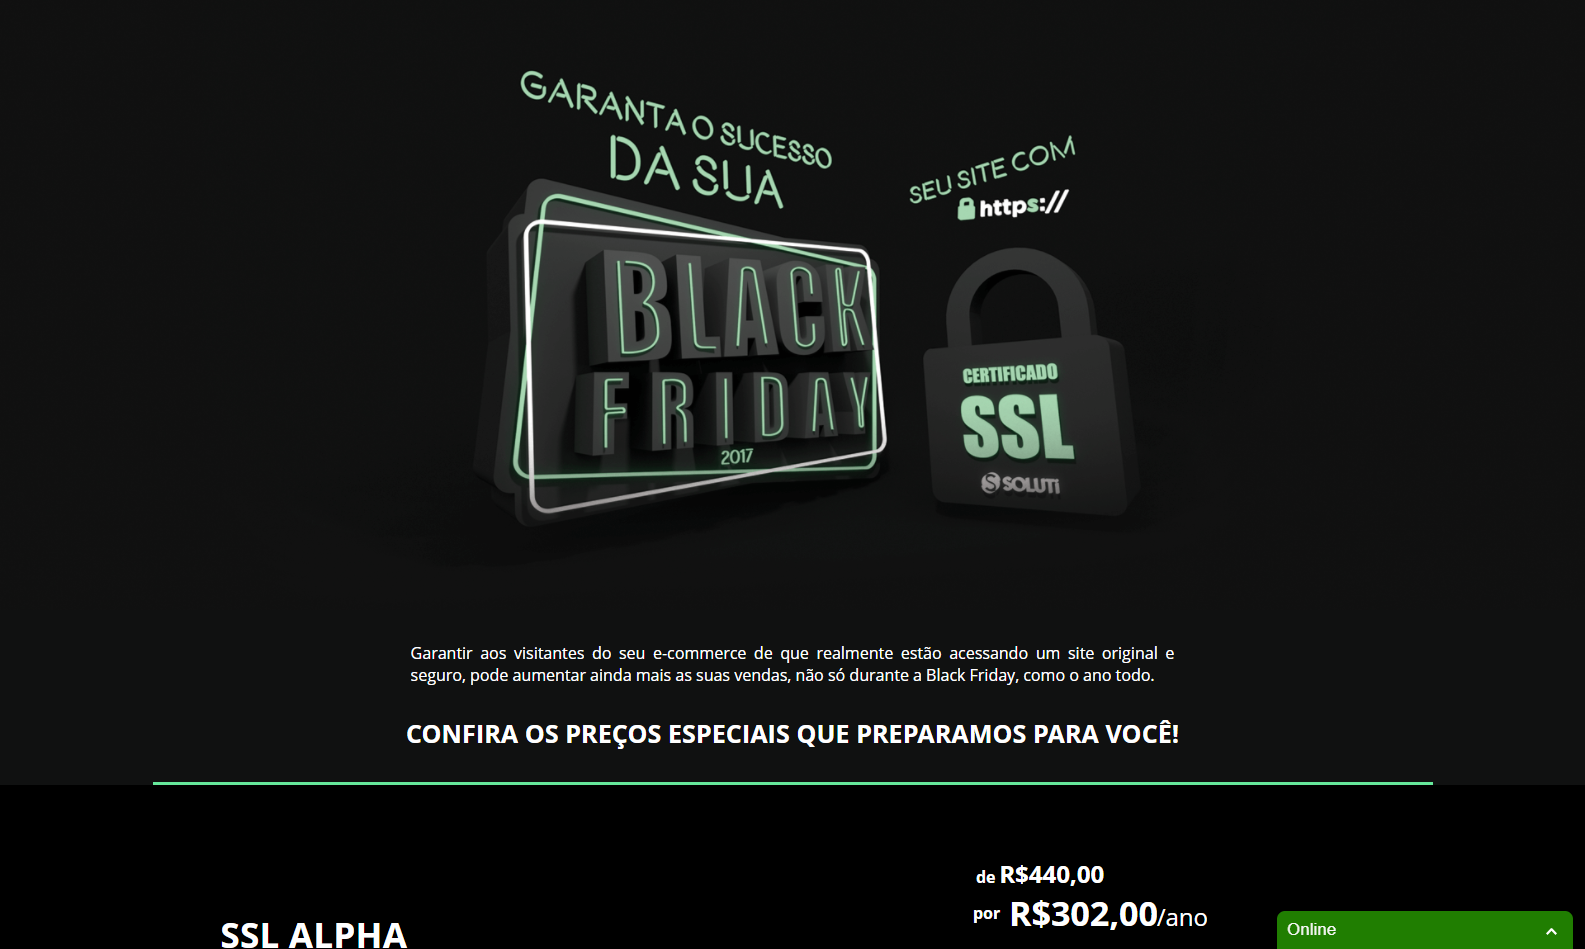 GARANTA O SUCESSO
DA SUA
BLACK
FRIDAY
2017
SEU SITE COM
https://
CERTIFICADO
SSL
SOLUTI
Garantir aos visitantes do seu e-commerce de que realmente estão acessando um site original e
seguro, pode aumentar ainda mais as suas vendas, não só durante a Black Friday, como o ano todo.
CONFIRA OS PREÇOS ESPECIAIS QUE PREPARAMOS PARA VOCÊ!
de R$440,00
por R$302,00/ano
SSL ALPHA
Online